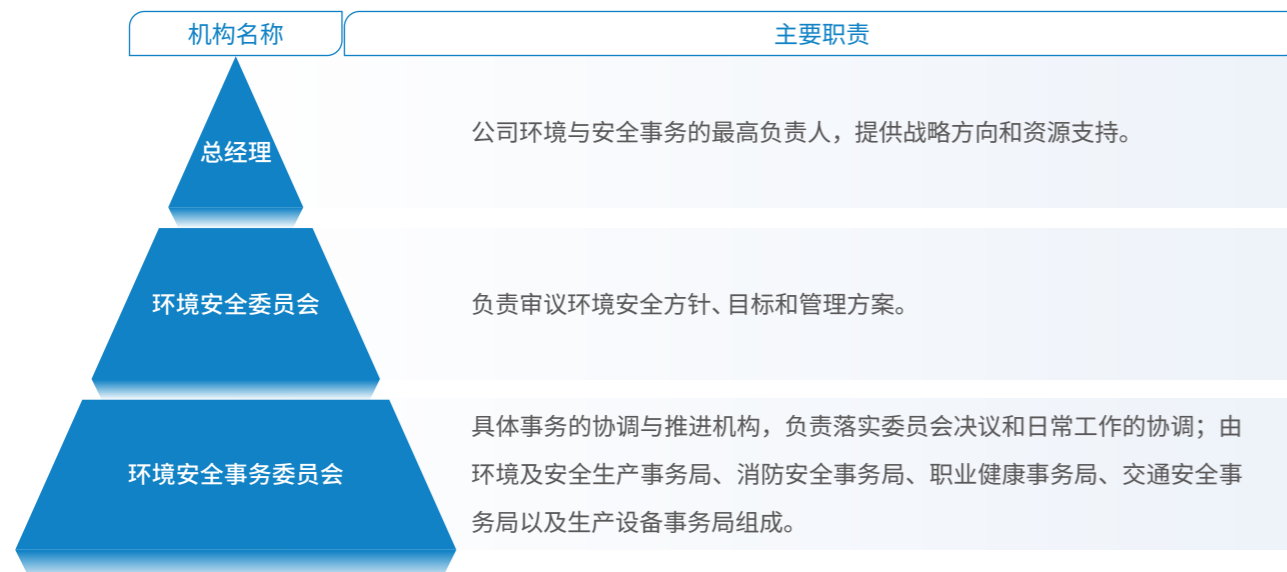 机构名称
主要职责
总经理
公司环境与安全事务的最高负责人，提供战略方向和资源支持。
环境安全委员会
负责审议环境安全方针、目标和管理方案。
环境安全事务委员会
具体事务的协调与推进机构，负责落实委员会决议和日常工作的协调；由
环境及安全生产事务局、消防安全事务局、职业健康事务局、交通安全事
务局以及生产设备事务局组成。